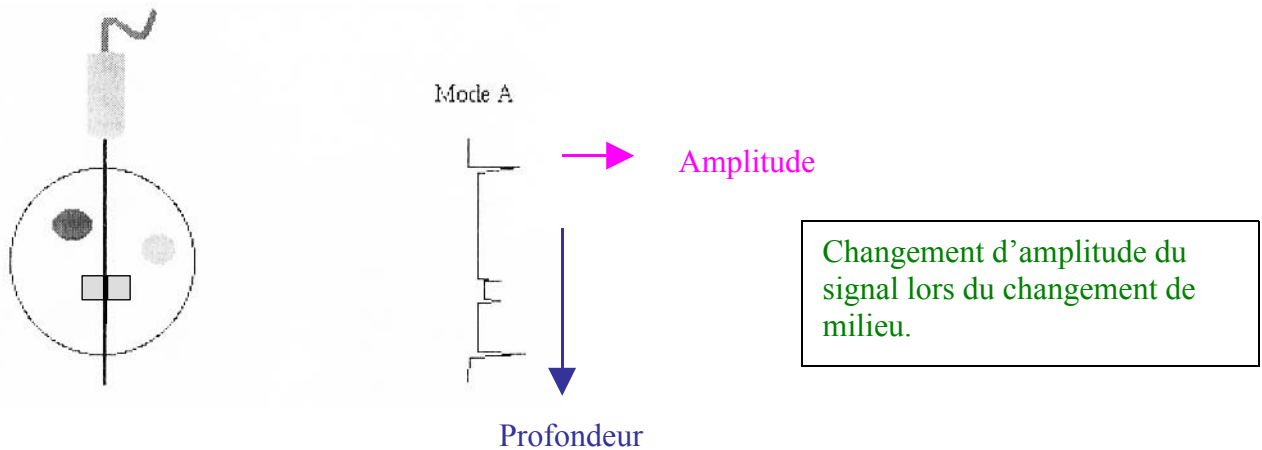 Mode A
Amplitude
Changement d’amplitude du
signal lors du changement de
milieu.
Profondeur